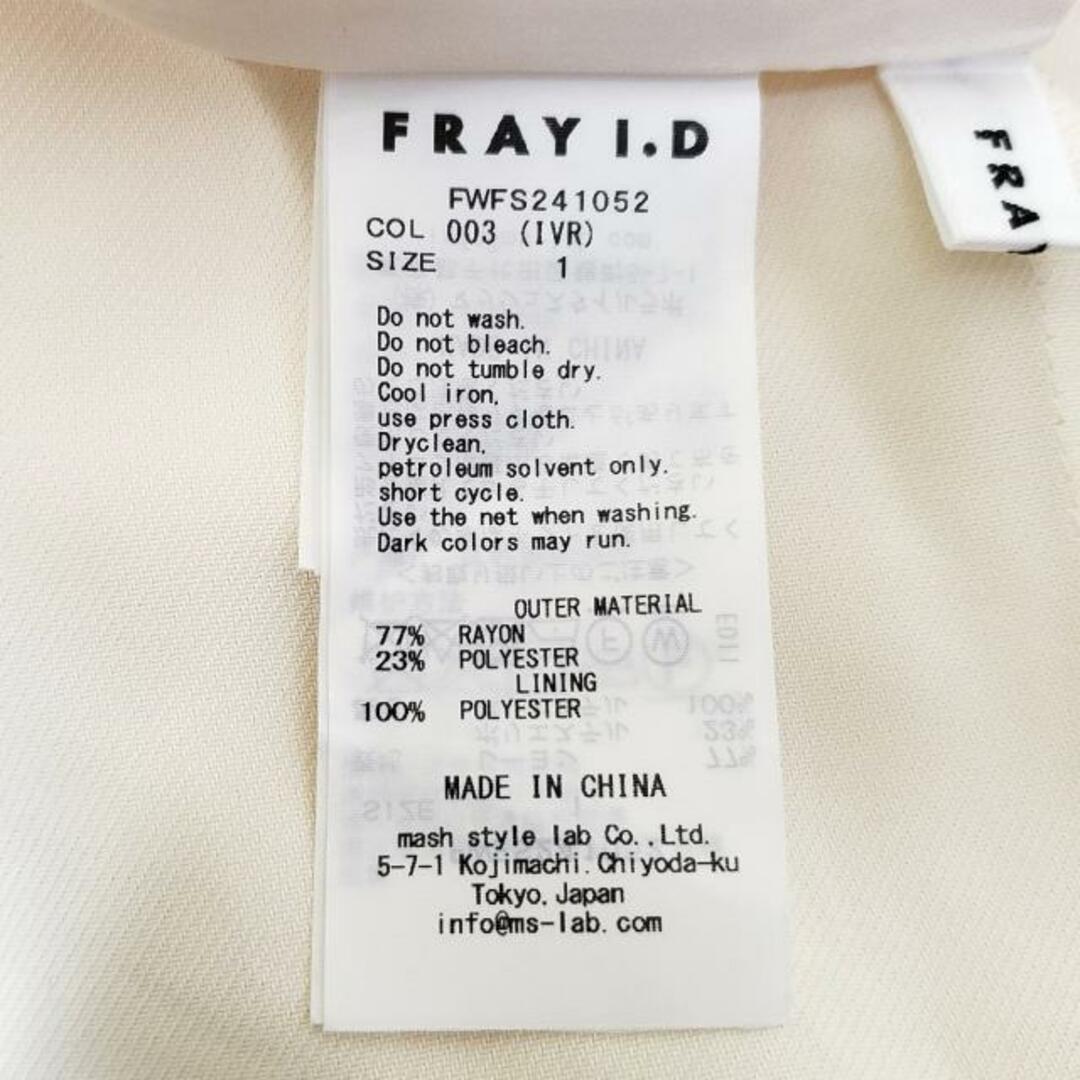 FRAY I.D
FWFS241052
COL 003 (IVR)
SIZE 1
Do not wash.
Do not bleach.
Do not tumble dry.
Cool iron,
use press cloth.
Dryclean,
petroleum solvent only.
short cycle.
Use the net when washing.
Dark colors may run.
OUTER MATERIAL
77% RAYON
23% POLYESTER
LINING
100% POLYESTER
MADE IN CHINA
mash style lab Co.,Ltd.
5-7-1 Kojimachi. Chiyoda-ku
Tokyo, Japan
info@ms-lab.com
FRA